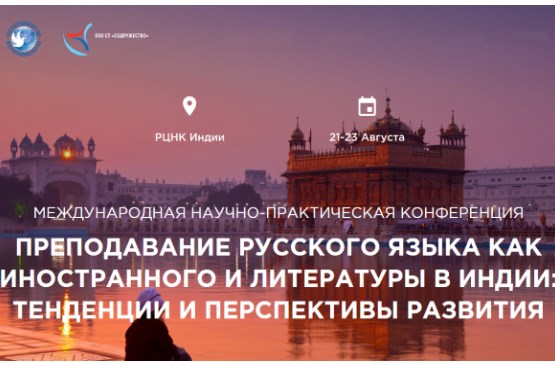 ООО СП «СОДРУЖЕСТВО»
РЦНК Индии
21-23 Августа
МЕЖДУНАРОДНАЯ НАУЧНО-ПРАКТИЧЕСКАЯ КОНФЕРЕНЦИЯ
ПРЕПОДАВАНИЕ РУССКОГО ЯЗЫКА КАК
ИНОСТРАННОГО И ЛИТЕРАТУРЫ В ИНДИИ:
ТЕНДЕНЦИИ И ПЕРСПЕКТИВЫ РАЗВИТИЯ